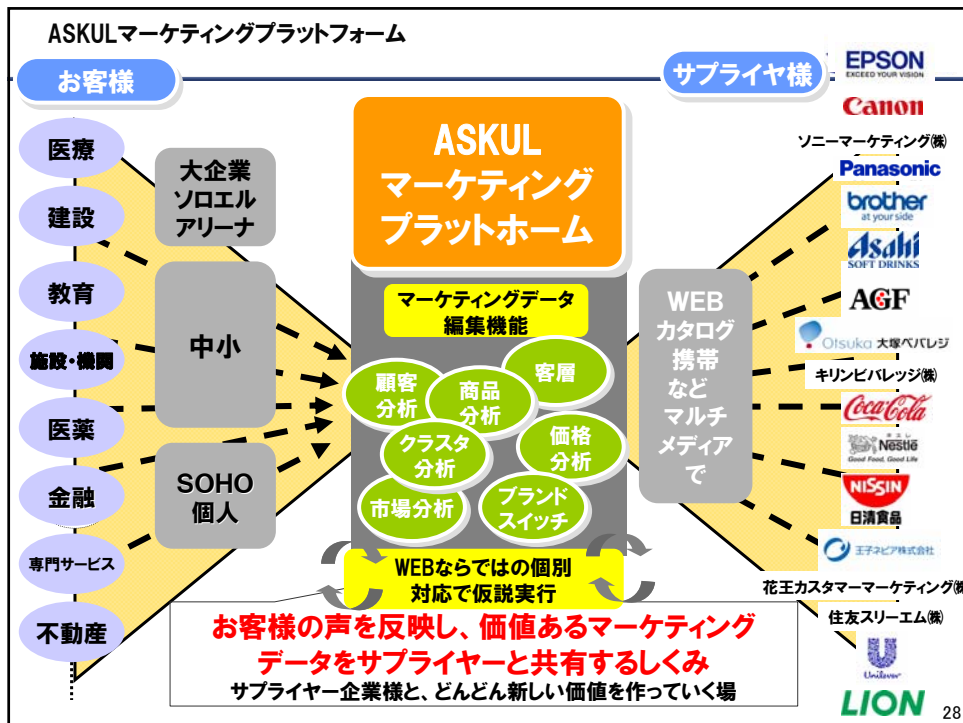 ASKULマーケティングプラットフォーム
お客様
サプライヤ様
医療
建設
教育
施設・機関
医薬
金融
専門サービス
不動産
大企業
ソロエル
アリーナ
中小
SOHO
個人
ASKUL
マーケティング
プラットホーム
マーケティングデータ
編集機能
顧客
分析
商品
分析
客層
クラスタ
分析
価格
分析
市場分析
ブランド
スイッチ
WEBならではの個別
対応で仮説実行
WEB
カタログ
携帯
など
マルチ
メディア
で
EPSON
EXCEED YOUR VISION
Canon
ソニーマーケティング㈱
Panasonic
brother
at your side
Asahi
SOFT DRINKS
AGF
Otsuka 大塚ベバレジ
キリンビバレッジ㈱
Coca-Cola
ネスレ
Nestlé
Good Food, Good Life
NISSIN
日清食品
王子ネピア株式会社
花王カスタマーマーケティング㈱
住友スリーエム㈱
Unilever
LION
お客様の声を反映し、価値あるマーケティング
データをサプライヤーと共有するしくみ
サプライヤー企業様と、どんどん新しい価値を作っていく場
28